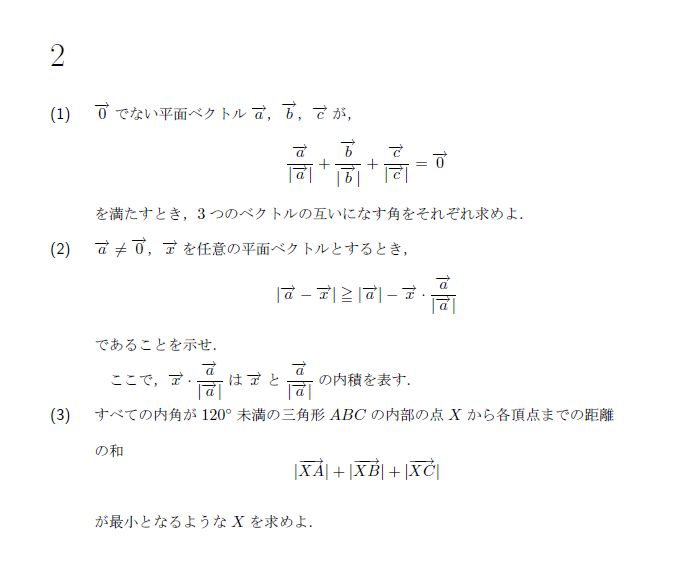 2
(1) $\overrightarrow{0}$ でない平面ベクトル $\overrightarrow{a}$, $\overrightarrow{b}$, $\overrightarrow{c}$ が,
$\dfrac{\overrightarrow{a}}{|\overrightarrow{a}|} + \dfrac{\overrightarrow{b}}{|\overrightarrow{b}|} + \dfrac{\overrightarrow{c}}{|\overrightarrow{c}|} = \overrightarrow{0}$
を満たすとき, 3 つのベクトルの互いになす角をそれぞれ求めよ.
(2) $\overrightarrow{a} \neq \overrightarrow{0}$, $\overrightarrow{x}$ を任意の平面ベクトルとするとき,
$|\overrightarrow{a} - \overrightarrow{x}| \geqq |\overrightarrow{a}| - \overrightarrow{x} \cdot \dfrac{\overrightarrow{a}}{|\overrightarrow{a}|}$
であることを示せ.
ここで, $\overrightarrow{x} \cdot \dfrac{\overrightarrow{a}}{|\overrightarrow{a}|}$ は $\overrightarrow{x}$ と $\dfrac{\overrightarrow{a}}{|\overrightarrow{a}|}$ の内積を表す.
(3) すべての内角が 120° 未満の三角形 ABC の内部の点 X から各頂点までの距離
の和
$|\overrightarrow{XA}| + |\overrightarrow{XB}| + |\overrightarrow{XC}|$
が最小となるような X を求めよ.